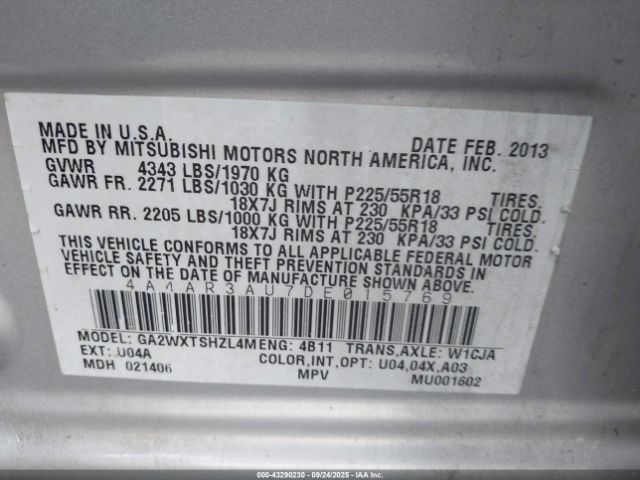 MADE IN U.S.A. DATE FEB. 2013
MFD BY MITSUBISHI MOTORS NORTH AMERICA, INC.
GVWR 4343 LBS/1970 KG
GAWR FR. 2271 LBS/1030 KG WITH P225/55R18 TIRES.
18X7J RIMS AT 230 KPA/33 PSI COLD.
GAWR RR. 2205 LBS/1000 KG WITH P225/55R18 TIRES.
18X7J RIMS AT 230 KPA/33 PSI COLD.
THIS VEHICLE CONFORMS TO ALL APPLICABLE FEDERAL MOTOR
VEHICLE SAFETY AND THEFT PREVENTION STANDARDS IN
EFFECT ON THE DATE OF MANUFACTURE SHOWN ABOVE.
4A4AR3AU7DE015769
MODEL: GA2WXTSHZL4MENG: 4B11 TRANS,AXLE: W1CJA
EXT: U04A COLOR,INT,OPT: U04,04X,A03
MDH 021406 MPV MU001602
000-43290230 - 09/24/2025 - IAA Inc.